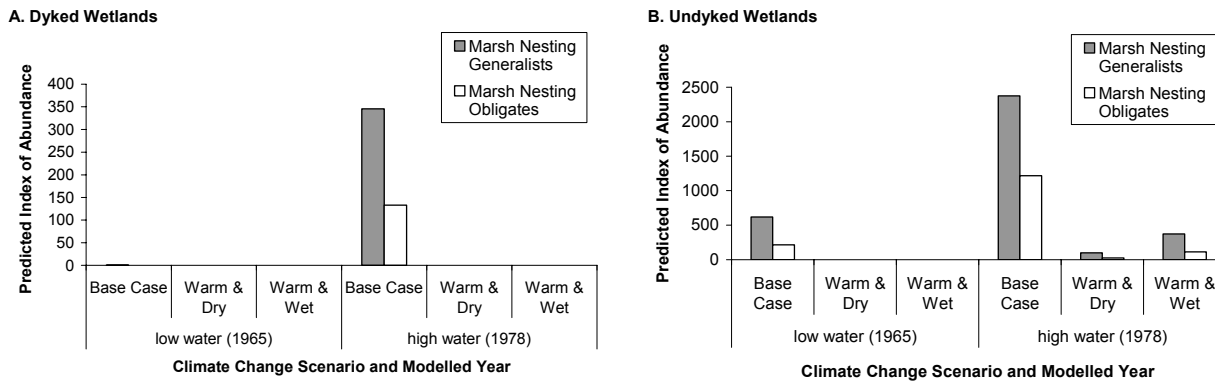 A. Dyked Wetlands
Marsh Nesting
Generalists
Marsh Nesting
Obligates
Predicted Index of Abundance
400
350
300
250
200
150
100
50
0
Base Case
Warm &
Dry
Warm &
Wet
Base Case
Warm &
Dry
Warm &
Wet
low water (1965)
high water (1978)
Climate Change Scenario and Modelled Year
B. Undyked Wetlands
Marsh Nesting
Generalists
Marsh Nesting
Obligates
Predicted Index of Abundance
2500
2000
1500
1000
500
0
Base
Case
Warm &
Dry
Warm &
Wet
Base
Case
Warm &
Dry
Warm &
Wet
low water (1965)
high water (1978)
Climate Change Scenario and Modelled Year